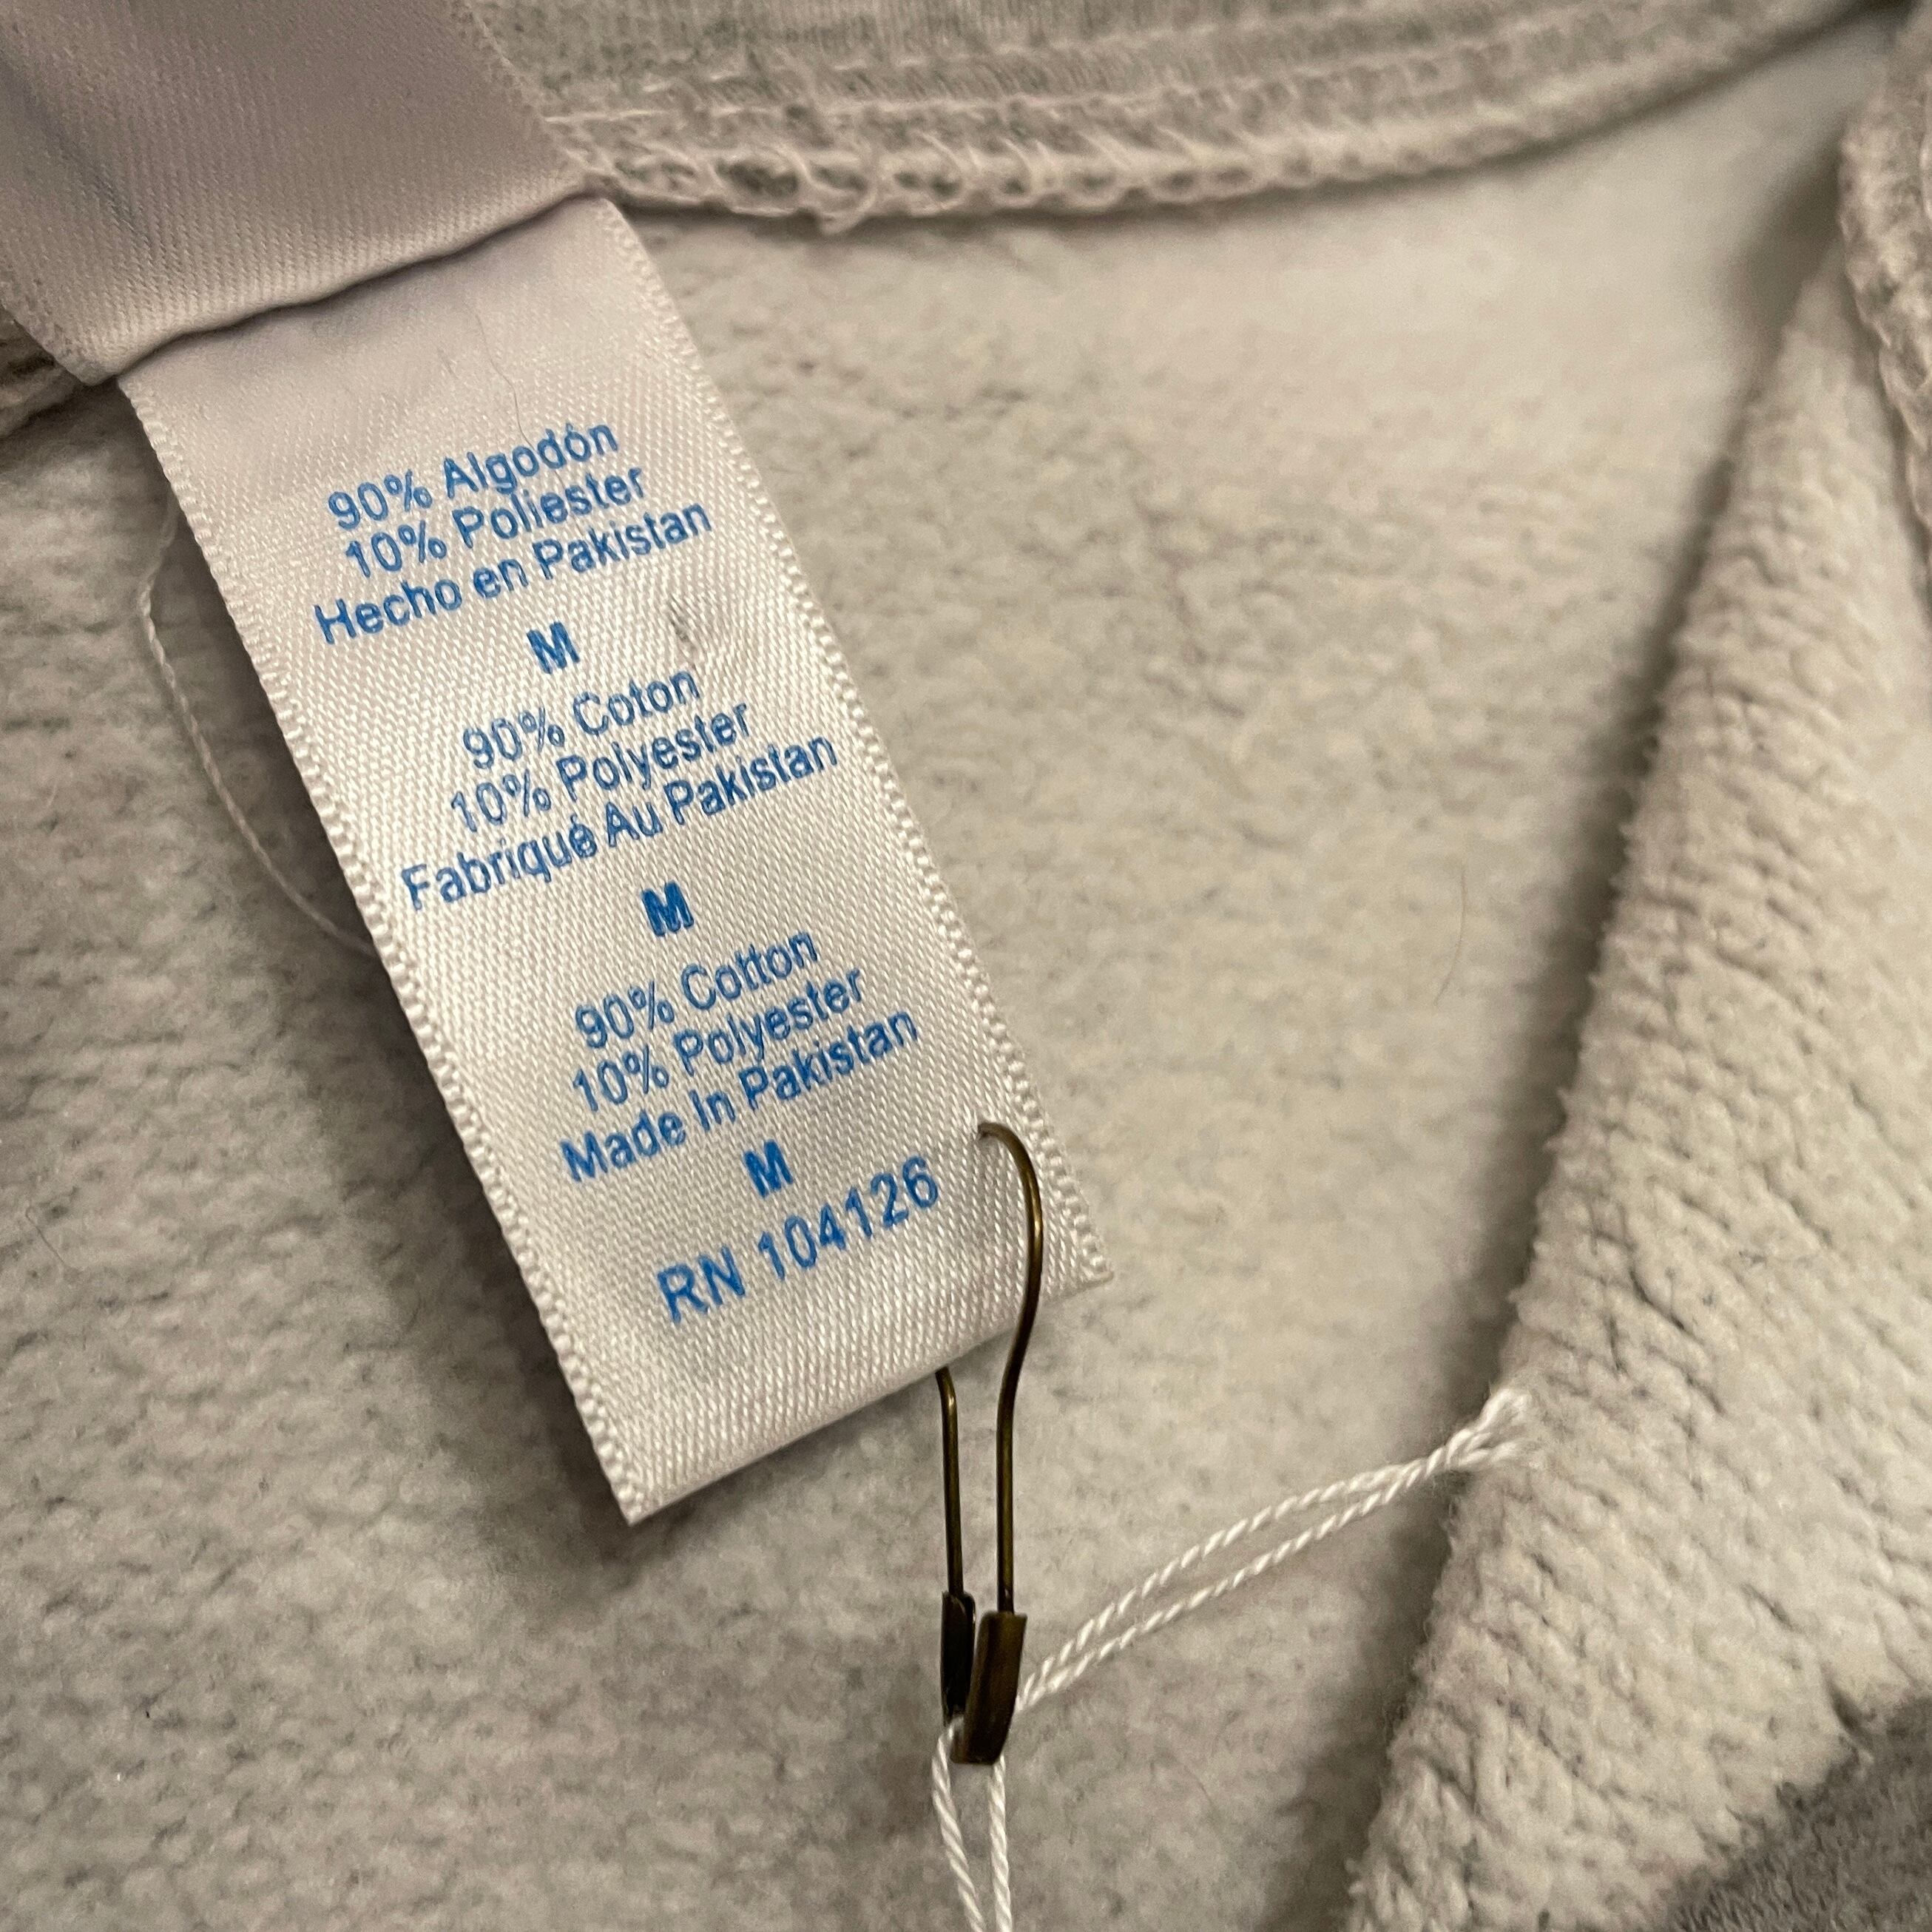 90% Algodón
10% Poliester
Hecho en Pakistan
M
90% Coton
10% Polyester
Fabriqué Au Pakistan
M
90% Cotton
10% Polyester
Made In Pakistan
M
RN 104126